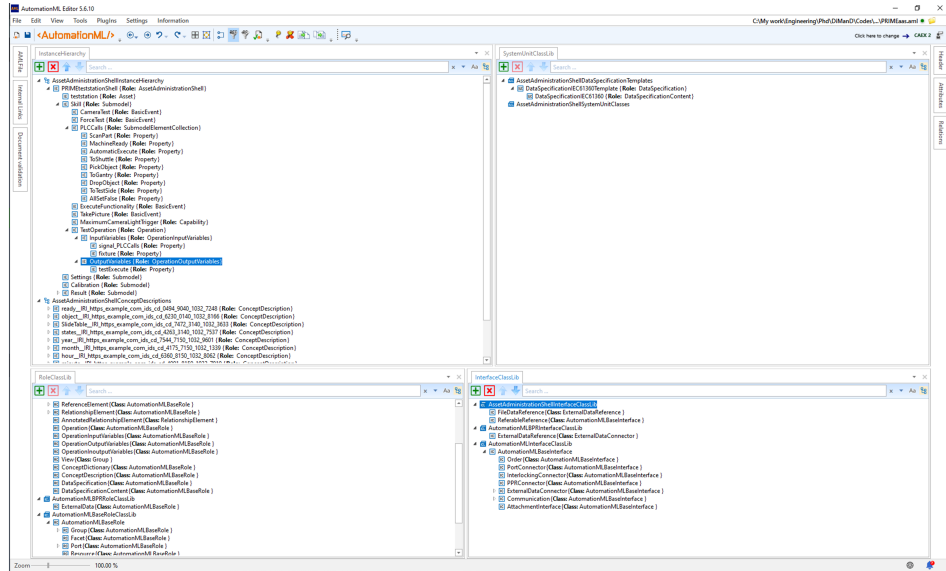 AutomationML Editor 5.6.10
File Edit View Tools PlugIns Settings Information
C:\My work\Engineering\Phd\DiManD\Codes\...\PRIMEaas.aml
<AutomationML/>
Click here to change → CAEX 2
AMLFile
Internal Links
Document validation
InstanceHierarchy
Search ...
AssetAdministrationShellInstanceHierarchy
PRIMEteststationShell {Role: AssetAdministrationShell}
teststation {Role: Asset}
Skill {Role: Submodel}
CameraTest {Role: BasicEvent}
ForceTest {Role: BasicEvent}
PLCCalls {Role: SubmodelElementCollection}
ScanPart {Role: Property}
MachineReady {Role: Property}
AutomaticExecute {Role: Property}
ToShuttle {Role: Property}
PickObject {Role: Property}
ToGantry {Role: Property}
DropObject {Role: Property}
ToTestSide {Role: Property}
AllSetFalse {Role: Property}
ExecuteFunctionality {Role: BasicEvent}
TakePicture {Role: BasicEvent}
MaximumCameraLightTrigger {Role: Capability}
TestOperation {Role: Operation}
InputVariables {Role: OperationInputVariables}
signal_PLCCalls {Role: Property}
fixture {Role: Property}
OutputVariables {Role: OperationOutputVariables}
testExecute {Role: Property}
Settings {Role: Submodel}
Calibration {Role: Submodel}
Result {Role: Submodel}
AssetAdministrationShellConceptDescriptions
ready__IRI_https_example_com_ids_cd_0494_9040_1032_7248 {Role: ConceptDescription}
object__IRI_https_example_com_ids_cd_6230_0140_1032_8166 {Role: ConceptDescription}
SlideTable__IRI_https_example_com_ids_cd_7472_3140_1032_3633 {Role: ConceptDescription}
states__IRI_https_example_com_ids_cd_4263_3140_1032_7537 {Role: ConceptDescription}
year__IRI_https_example_com_ids_cd_7544_7150_1032_9601 {Role: ConceptDescription}
month__IRI_https_example_com_ids_cd_4175_7150_1032_1339 {Role: ConceptDescription}
hour__IRI_https_example_com_ids_cd_6360_8150_1032_8062 {Role: ConceptDescription}
SystemUnitClassLib
Search ...
AssetAdministrationShellDataSpecificationTemplates
DataSpecificationIEC61360Template {Role: DataSpecification}
DataSpecificationIEC61360 {Role: DataSpecificationContent}
AssetAdministrationShellSystemUnitClasses
Header
Attributes
Relations
RoleClassLib
Search ...
ReferenceElement {Class: AutomationMLBaseRole }
RelationshipElement {Class: AutomationMLBaseRole }
AnnotatedRelationshipElement {Class: RelationshipElement }
Operation {Class: AutomationMLBaseRole }
OperationInputVariables {Class: AutomationMLBaseRole }
OperationOutputVariables {Class: AutomationMLBaseRole }
OperationInoutputVariables {Class: AutomationMLBaseRole }
View {Class: Group }
ConceptDictionary {Class: AutomationMLBaseRole }
ConceptDescription {Class: AutomationMLBaseRole }
DataSpecification {Class: AutomationMLBaseRole }
DataSpecificationContent {Class: AutomationMLBaseRole }
AutomationMLBPRRoleClassLib
ExternalData {Class: AutomationMLBaseRole }
AutomationMLBaseRoleClassLib
AutomationMLBaseRole
Group {Class: AutomationMLBaseRole }
Facet {Class: AutomationMLBaseRole }
Port {Class: AutomationMLBaseRole }
Resource {Class: AutomationMLBaseRole }
InterfaceClassLib
Search ...
AssetAdministrationShellInterfaceClassLib
FileDataReference {Class: ExternalDataReference }
ReferableReference {Class: AutomationMLBaseInterface }
AutomationMLBPRInterfaceClassLib
ExternalDataReference {Class: ExternalDataConnector }
AutomationMLInterfaceClassLib
AutomationMLBaseInterface
Order {Class: AutomationMLBaseInterface }
PortConnector {Class: AutomationMLBaseInterface }
InterlockingConnector {Class: AutomationMLBaseInterface }
PPRConnector {Class: AutomationMLBaseInterface }
ExternalDataConnector {Class: AutomationMLBaseInterface }
Communication {Class: AutomationMLBaseInterface }
AttachmentInterface {Class: AutomationMLBaseInterface }
Zoom 100.00 %